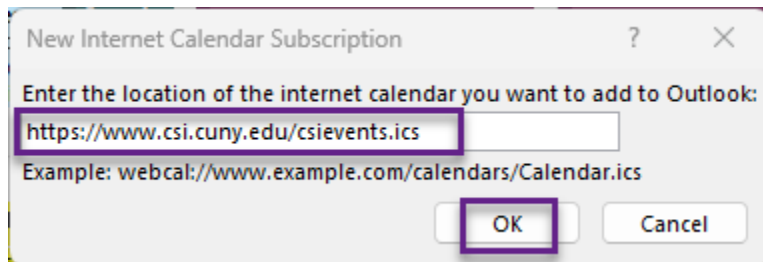 New Internet Calendar Subscription ?
Enter the location of the internet calendar you want to add to Outlook:
https://www.csi.cuny.edu/csievents.ics
Example: webcal://www.example.com/calendars/Calendar.ics
OK Cancel